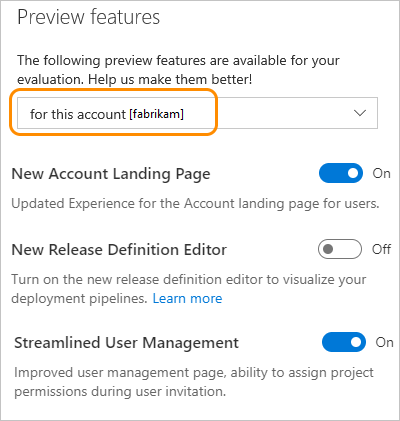 Preview features
The following preview features are available for your
evaluation. Help us make them better!
for this account [fabrikam]
New Account Landing Page
On
Updated Experience for the Account landing page for users.
New Release Definition Editor
Off
Turn on the new release definition editor to visualize your
deployment pipelines. Learn more
Streamlined User Management
On
Improved user management page, ability to assign project
permissions during user invitation.